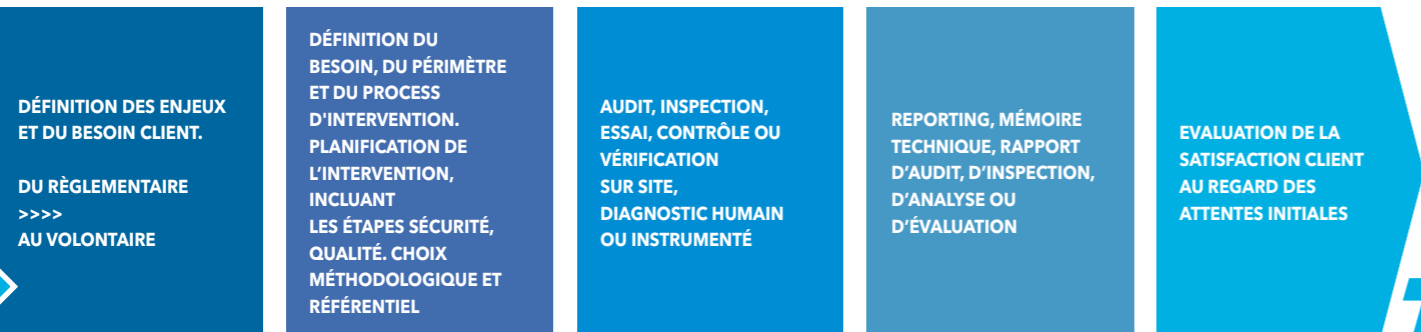 DÉFINITION DES ENJEUX
ET DU BESOIN CLIENT.
DU RÈGLEMENTAIRE
>>>>
AU VOLONTAIRE
DÉFINITION DU
BESOIN, DU PÉRIMÈTRE
ET DU PROCESS
D'INTERVENTION.
PLANIFICATION DE
L’INTERVENTION,
INCLUANT
LES ÉTAPES SÉCURITÉ,
QUALITÉ. CHOIX
MÉTHODOLOGIQUE ET
RÉFÉRENTIEL
AUDIT, INSPECTION,
ESSAI, CONTRÔLE OU
VÉRIFICATION
SUR SITE,
DIAGNOSTIC HUMAIN
OU INSTRUMENTÉ
REPORTING, MÉMOIRE
TECHNIQUE, RAPPORT
D’AUDIT, D’INSPECTION,
D’ANALYSE OU
D’ÉVALUATION
EVALUATION DE LA
SATISFACTION CLIENT
AU REGARD DES
ATTENTES INITIALES